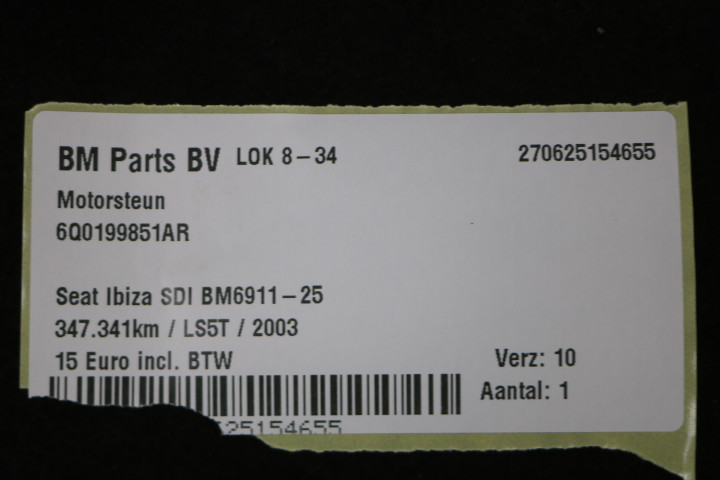 BM Parts BV LOK 8-34 270625154655
Motorsteun
6Q0199851AR
Seat Ibiza SDI BM6911-25
347.341km / LS5T / 2003
15 Euro incl. BTW Verz: 10
Aantal: 1
25154655